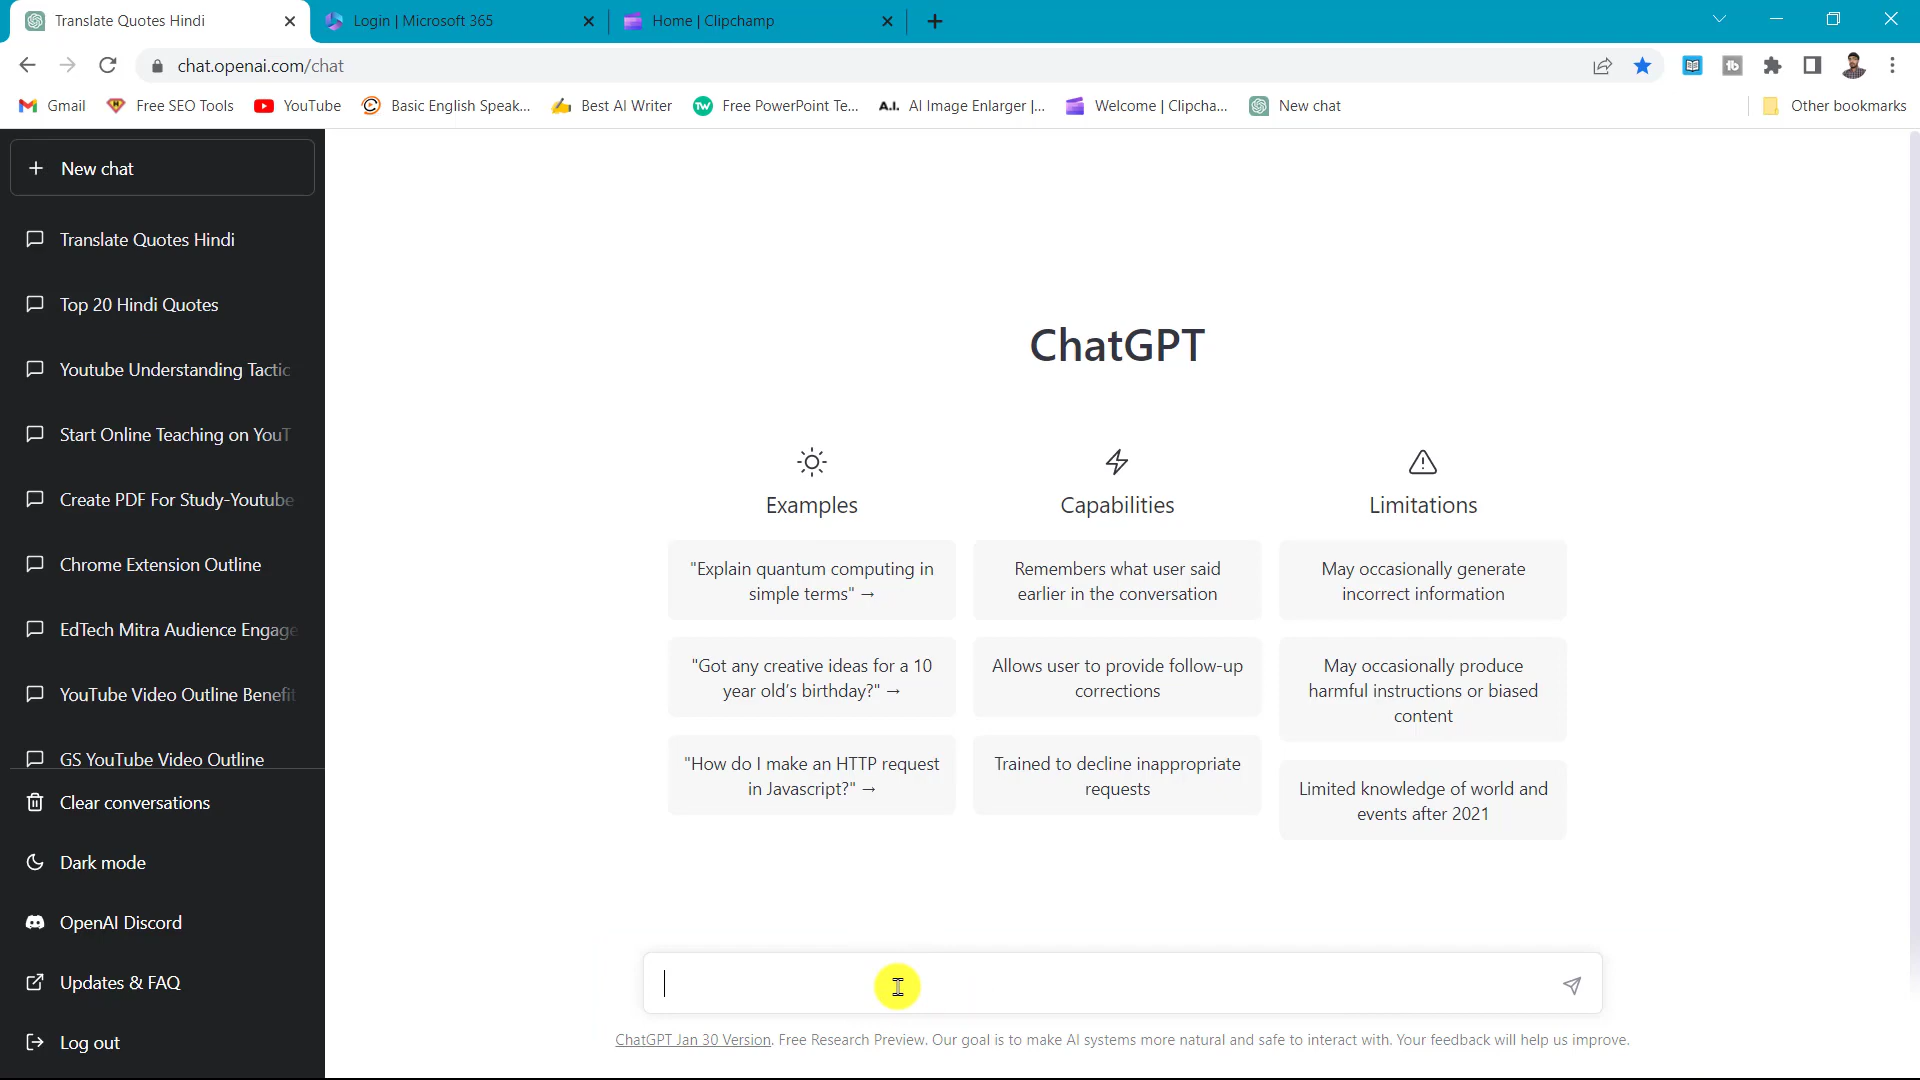 Translate Quotes Hindi
Login | Microsoft 365
Home | Clipchamp
chat.openai.com/chat
Gmail
Free SEO Tools
YouTube
Basic English Speak...
Best AI Writer
TW
Free PowerPoint Te...
A.I.
AI Image Enlarger |...
Welcome | Clipcha...
New chat
Other bookmarks
New chat
Translate Quotes Hindi
Top 20 Hindi Quotes
Youtube Understanding Tactic
Start Online Teaching on YouT
Create PDF For Study-Youtube
Chrome Extension Outline
EdTech Mitra Audience Engage
YouTube Video Outline Benefit
GS YouTube Video Outline
Clear conversations
Dark mode
OpenAI Discord
Updates & FAQ
Log out
ChatGPT
Examples
"Explain quantum computing in
simple terms" →
"Got any creative ideas for a 10
year old's birthday?" →
"How do I make an HTTP request
in Javascript?" →
Capabilities
Remembers what user said
earlier in the conversation
Allows user to provide follow-up
corrections
Trained to decline inappropriate
requests
Limitations
May occasionally generate
incorrect information
May occasionally produce
harmful instructions or biased
content
Limited knowledge of world and
events after 2021
ChatGPT Jan 30 Version. Free Research Preview. Our goal is to make AI systems more natural and safe to interact with. Your feedback will help us improve.